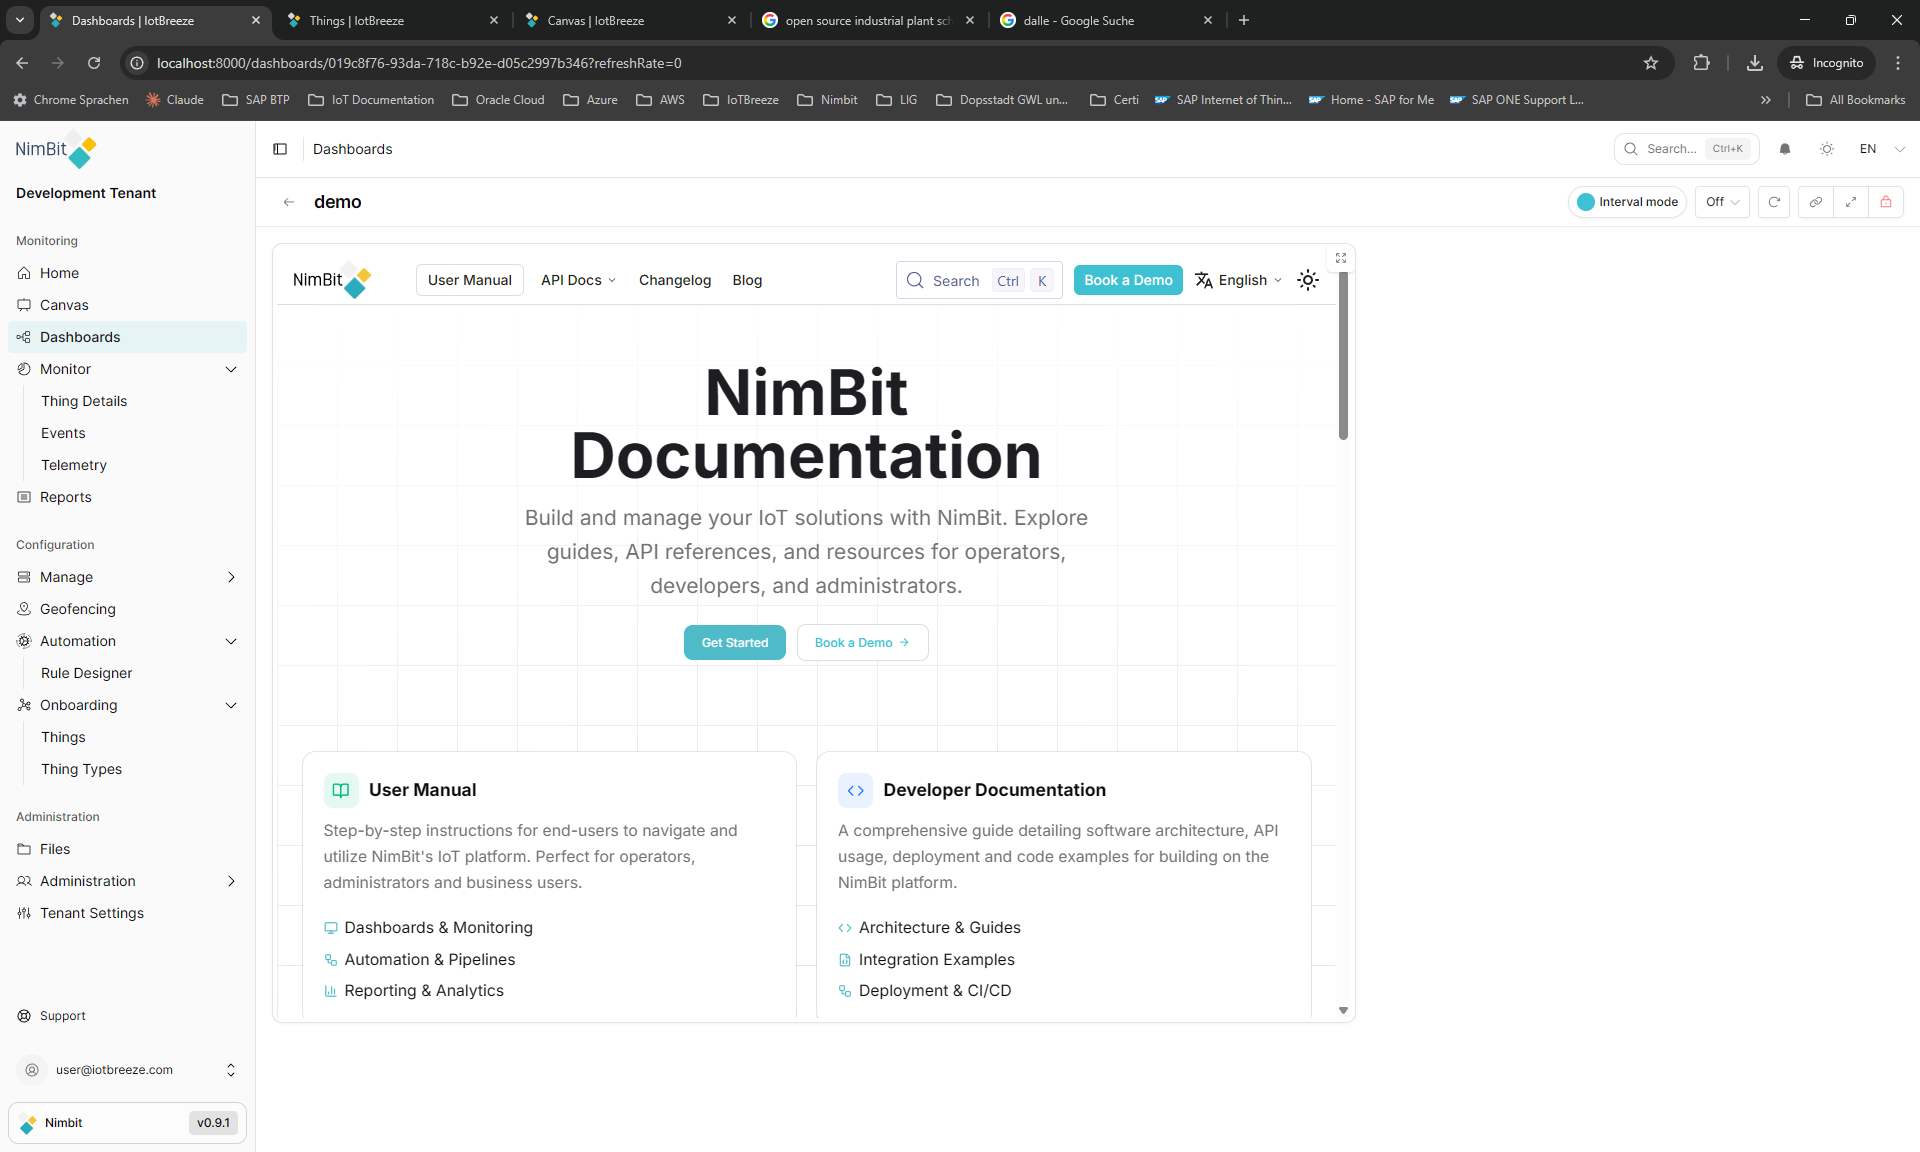 Dashboards | IotBreeze
Things | IotBreeze
Canvas | IotBreeze
open source industrial plant sc
dalle - Google Suche
localhost:8000/dashboards/019c8f76-93da-718c-b92e-d05c2997b346?refreshRate=0
Incognito
Chrome Sprachen
Claude
SAP BTP
IoT Documentation
Oracle Cloud
Azure
AWS
IoTBreeze
Nimbit
LIG
Dopsstadt GWL un...
Certi
SAP Internet of Thin...
Home - SAP for Me
SAP ONE Support L...
All Bookmarks
NimBit
Development Tenant
Monitoring
Home
Canvas
Dashboards
Monitor
Thing Details
Events
Telemetry
Reports
Configuration
Manage
Geofencing
Automation
Rule Designer
Onboarding
Things
Thing Types
Administration
Files
Administration
Tenant Settings
Support
user@iotbreeze.com
Nimbit
v0.9.1
Dashboards
Search...
Ctrl+K
EN
demo
Interval mode
Off
NimBit
User Manual
API Docs
Changelog
Blog
Search
Ctrl
K
Book a Demo
English
NimBit
Documentation
Build and manage your IoT solutions with NimBit. Explore
guides, API references, and resources for operators,
developers, and administrators.
Get Started
Book a Demo
User Manual
Step-by-step instructions for end-users to navigate and
utilize NimBit's IoT platform. Perfect for operators,
administrators and business users.
Dashboards & Monitoring
Automation & Pipelines
Reporting & Analytics
Developer Documentation
A comprehensive guide detailing software architecture, API
usage, deployment and code examples for building on the
NimBit platform.
Architecture & Guides
Integration Examples
Deployment & CI/CD